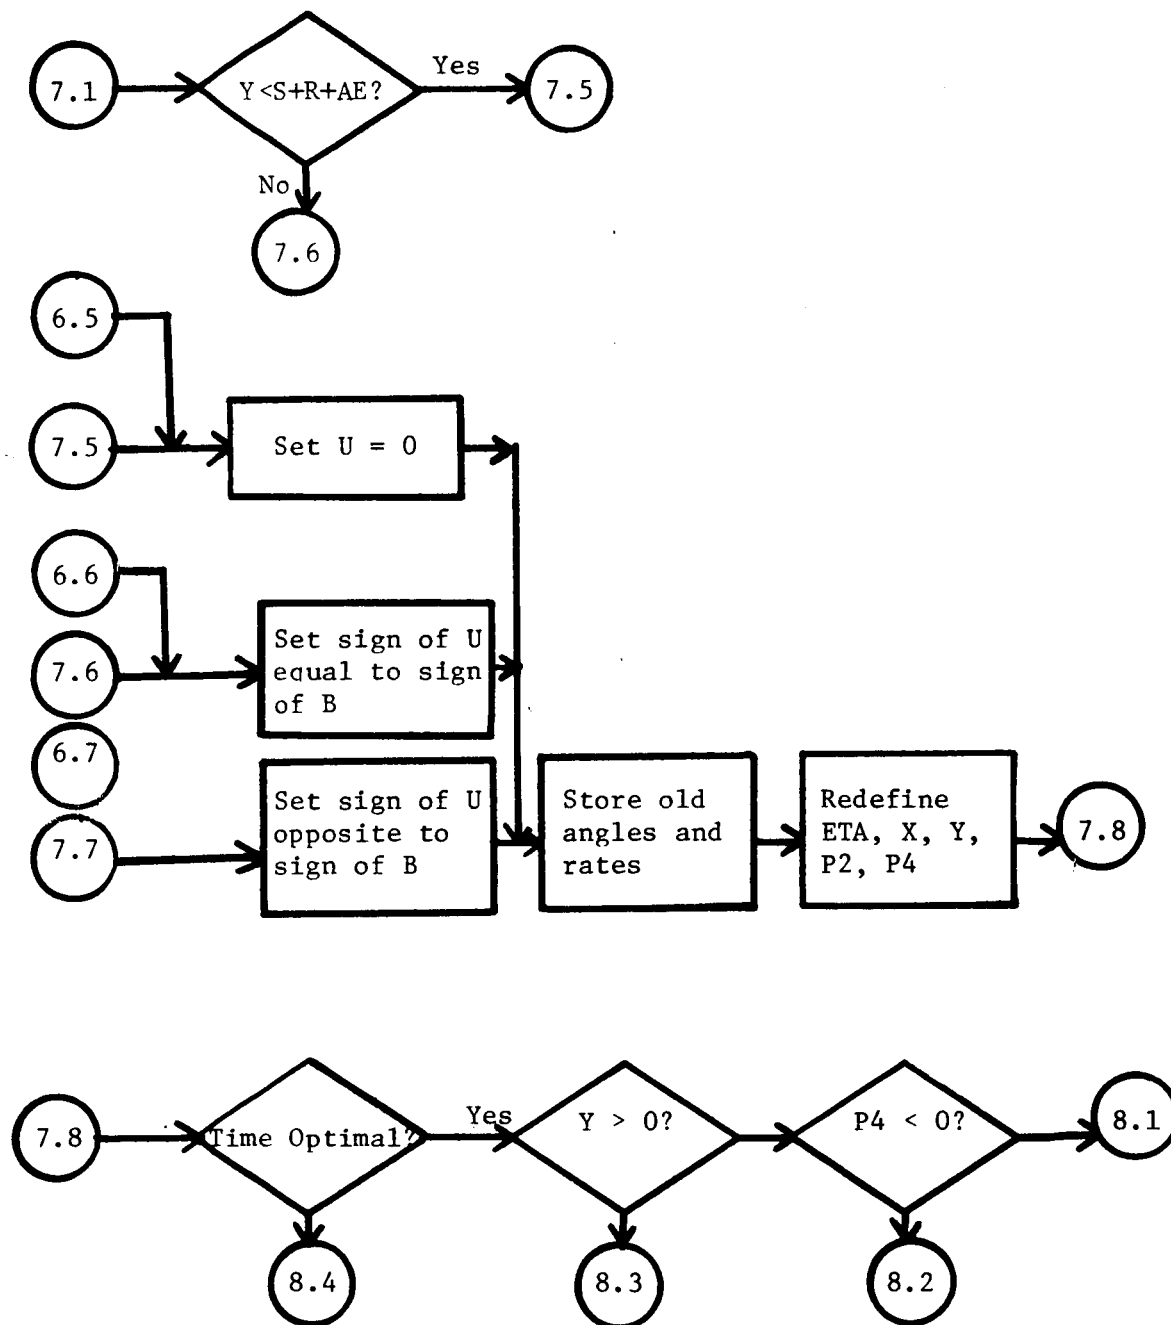 7.1
Y<S+R+AE?
Yes
7.5
No
7.6
6.5
7.5
Set U = 0
6.6
7.6
Set sign of U
equal to sign
of B
6.7
7.7
Set sign of U
opposite to
sign of B
Store old
angles and
rates
Redefine
ETA, X, Y,
P2, P4
7.8
7.8
Time Optimal?
Yes
Y > 0?
P4 < 0?
8.1
8.4
8.3
8.2